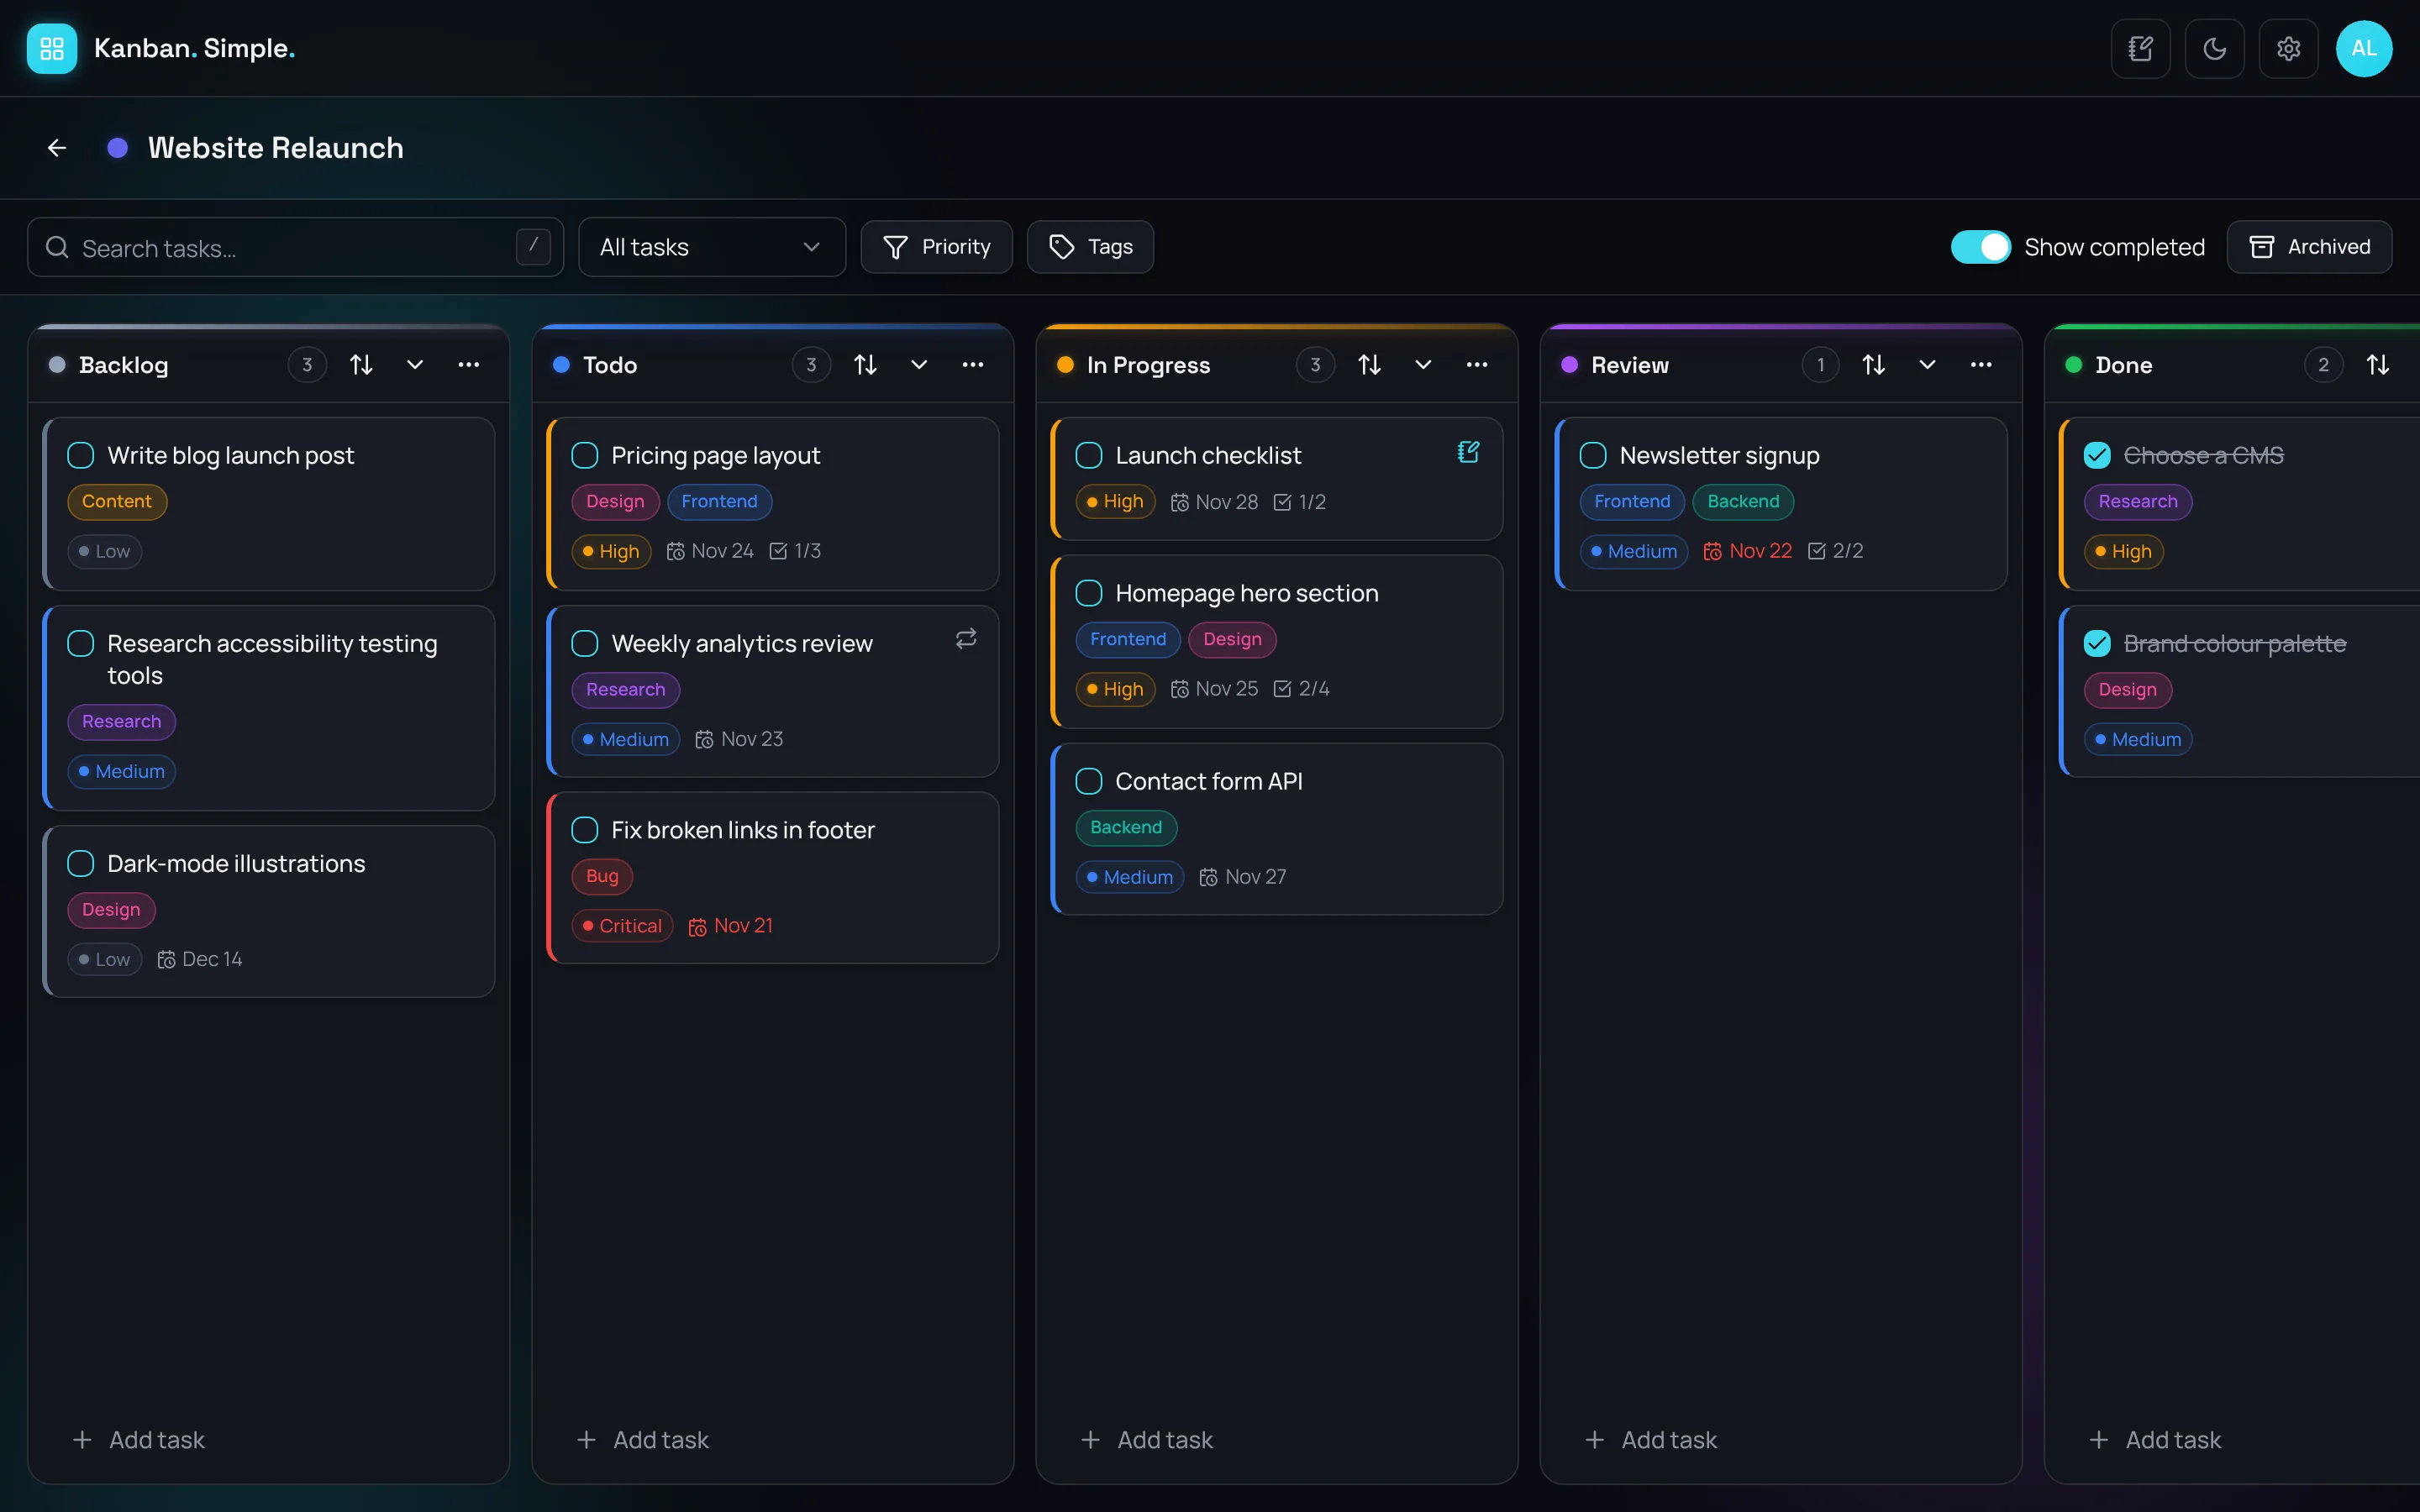 Kanban. Simple.
AL
Website Relaunch
Search tasks... /
All tasks
Priority
Tags
Show completed
Archived
Backlog 3
Write blog launch post
Content
Low
Research accessibility testing
tools
Research
Medium
Dark-mode illustrations
Design
Low Dec 14
Add task
Todo 3
Pricing page layout
Design Frontend
High Nov 24 1/3
Weekly analytics review
Research
Medium Nov 23
Fix broken links in footer
Bug
Critical Nov 21
Add task
In Progress 3
Launch checklist
High Nov 28 1/2
Homepage hero section
Frontend Design
High Nov 25 2/4
Contact form API
Backend
Medium Nov 27
Add task
Review 1
Newsletter signup
Frontend Backend
Medium Nov 22 2/2
Add task
Done 2
Choose a CMS
Research
High
Brand colour palette
Design
Medium
Add task